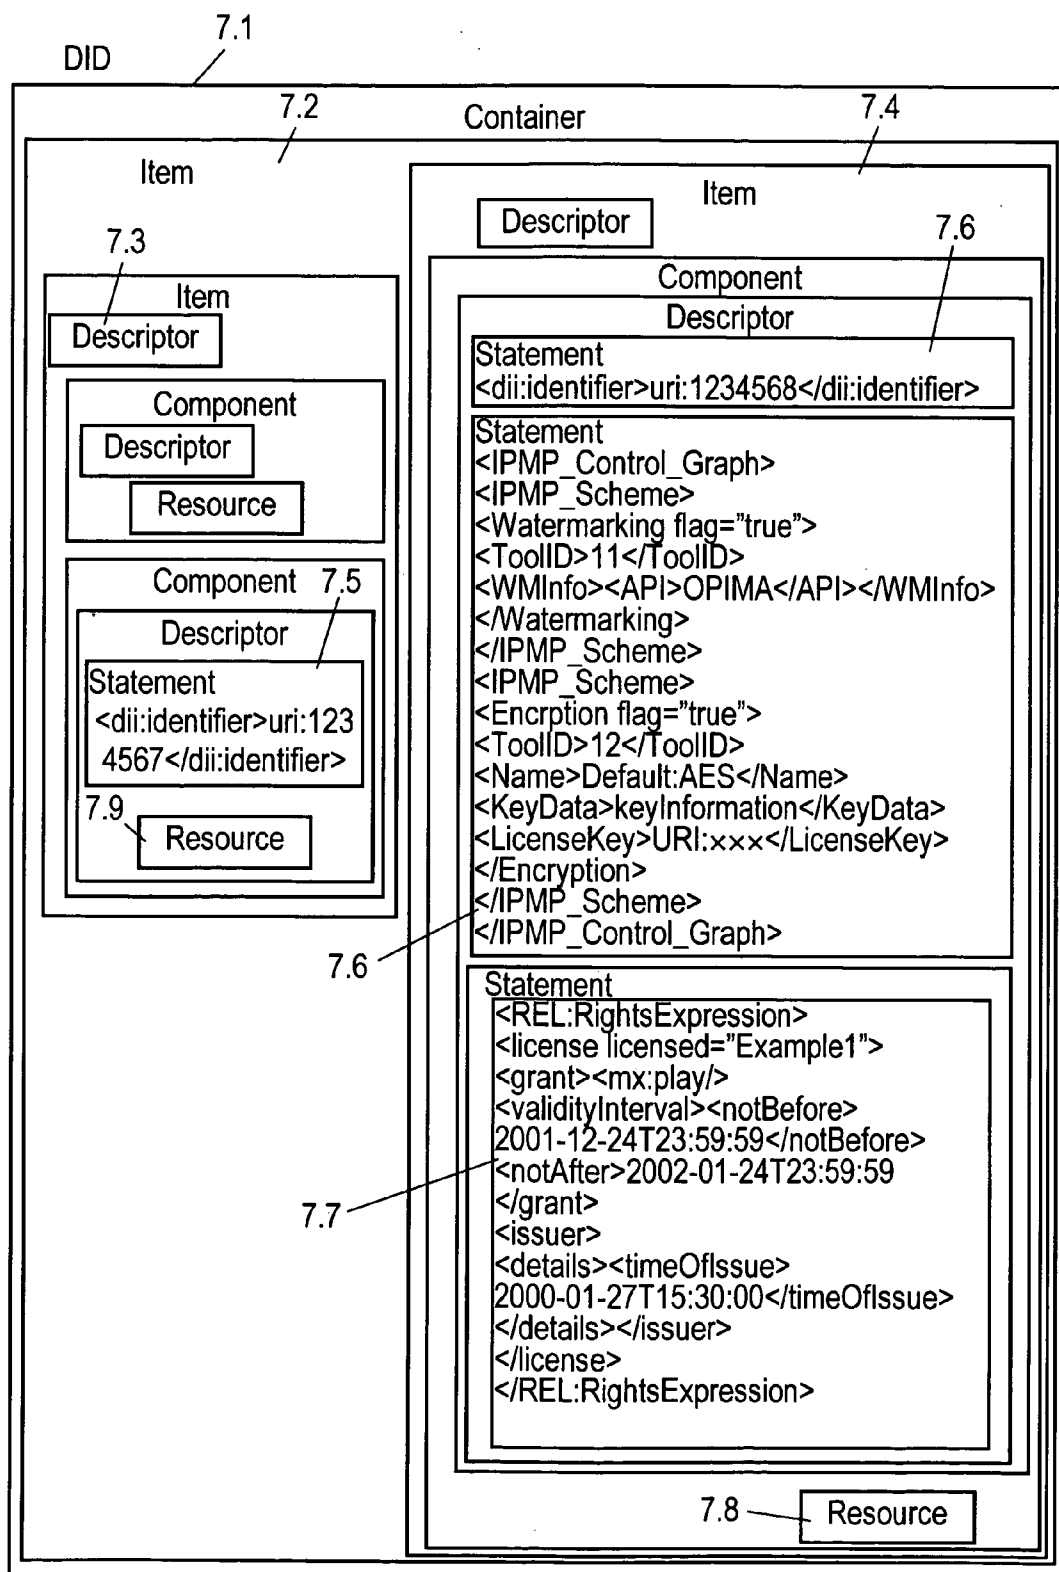 7.1
DID
7.2
Container
7.4
Item
Item
Descriptor
7.6
7.3
Item
Descriptor
Component
Descriptor
Resource
Component
7.5
Descriptor
Statement
<dii:identifier>uri:123
4567</dii:identifier>
7.9
Resource
Component
Descriptor
Statement
<dii:identifier>uri:1234568</dii:identifier>
Statement
<IPMP_Control_Graph>
<IPMP_Scheme>
<Watermarking flag="true">
<ToolID>11</ToolID>
<WMInfo><API>OPIMA</API></WMInfo>
</Watermarking>
</IPMP_Scheme>
<IPMP_Scheme>
<Encrption flag="true">
<ToolID>12</ToolID>
<Name>Default:AES</Name>
<KeyData>keyInformation</KeyData>
<LicenseKey>URI:×××</LicenseKey>
</Encryption>
</IPMP_Scheme>
</IPMP_Control_Graph>
7.6
Statement
<REL:RightsExpression>
<license licensed="Example1">
<grant><mx:play/>
<validityInterval><notBefore>
2001-12-24T23:59:59</notBefore>
<notAfter>2002-01-24T23:59:59
</grant>
<issuer>
<details><timeOfIssue>
2000-01-27T15:30:00</timeOfIssue>
</details></issuer>
</license>
</REL:RightsExpression>
7.7
7.8
Resource